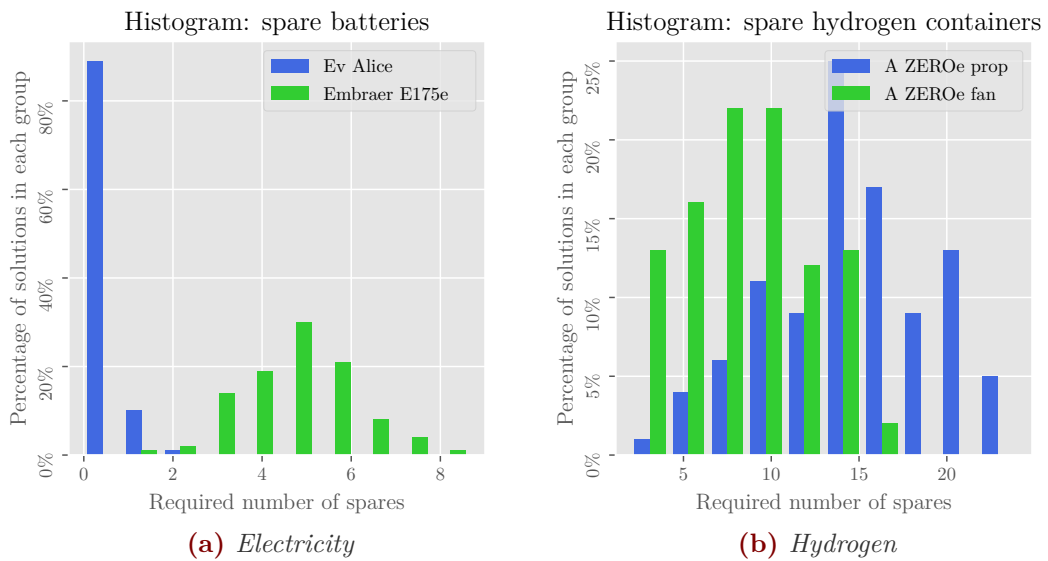 Histogram: spare batteries
Ev Alice
Embraer E175e
Percentage of solutions in each group
80%
60%
40%
20%
0%
0 2 4 6 8
Required number of spares
(a) Electricity
Histogram: spare hydrogen containers
A ZEROe prop
A ZEROe fan
Percentage of solutions in each group
25%
20%
15%
10%
5%
0%
5 10 15 20
Required number of spares
(b) Hydrogen